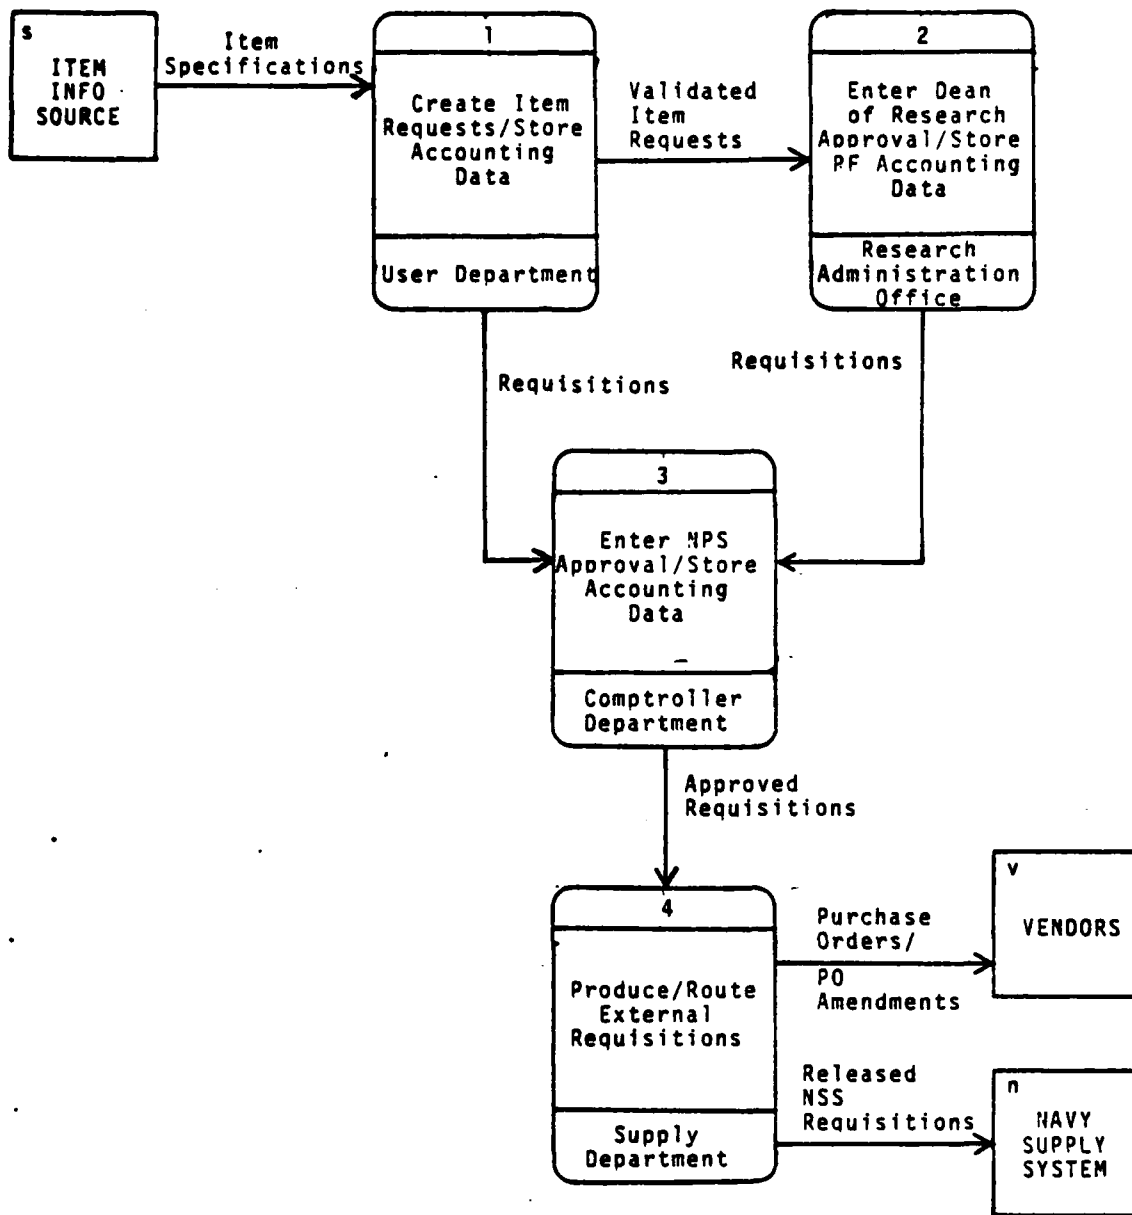 s
ITEM
INFO
SOURCE
Item
Specifications
1
Create Item
Requests/Store
Accounting
Data
User Department
Validated
Item
Requests
2
Enter Dean
of Research
Approval/Store
PF Accounting
Data
Research
Administration
Office
Requisitions
Requisitions
3
Enter NPS
Approval/Store
Accounting
Data
Comptroller
Department
Approved
Requisitions
4
Produce/Route
External
Requisitions
Supply
Department
Purchase
Orders/
PO
Amendments
v
VENDORS
Released
NSS
Requisitions
n
NAVY
SUPPLY
SYSTEM